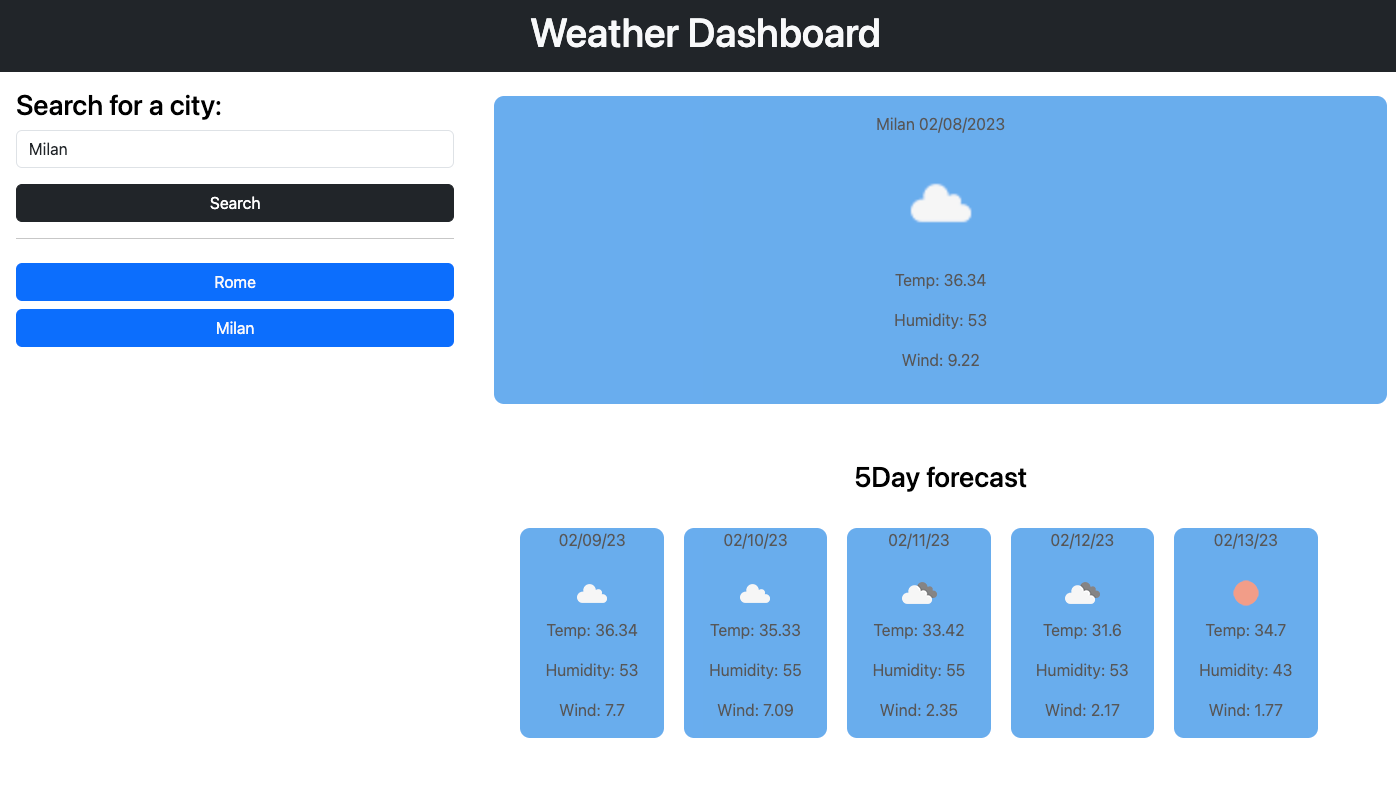 Weather Dashboard
Search for a city:
Milan
Search
Rome
Milan
Milan 02/08/2023
Temp: 36.34
Humidity: 53
Wind: 9.22
5Day forecast
02/09/23
Temp: 36.34
Humidity: 53
Wind: 7.7
02/10/23
Temp: 35.33
Humidity: 55
Wind: 7.09
02/11/23
Temp: 33.42
Humidity: 55
Wind: 2.35
02/12/23
Temp: 31.6
Humidity: 53
Wind: 2.17
02/13/23
Temp: 34.7
Humidity: 43
Wind: 1.77